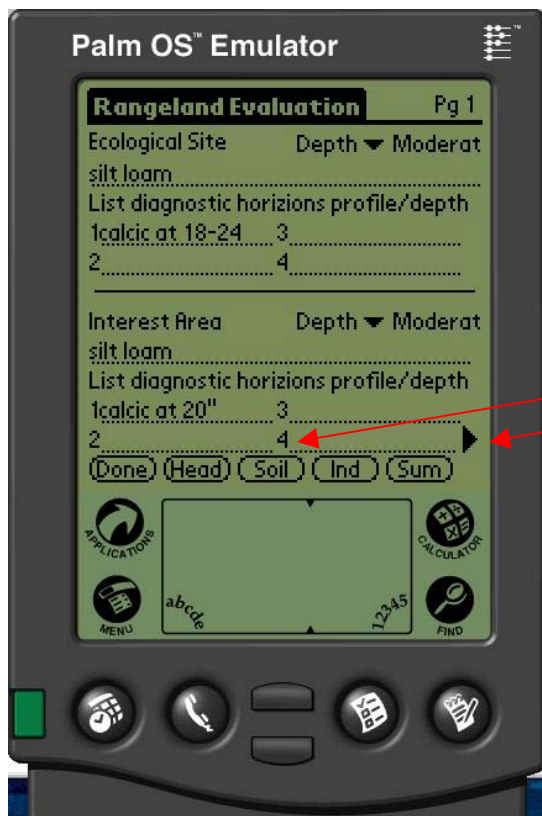 Palm OS™ Emulator ™
Rangeland Evaluation Pg 1
Ecological Site Depth Moderat
silt loam
List diagnostic horizions profile/depth
1calcic at 18-24 3
2 4
Interest Area Depth Moderat
silt loam
List diagnostic horizions profile/depth
1calcic at 20" 3
2 4
Done Head Soil Ind Sum
APPLICATIONS CALCULATOR
MENU abcde 12345 FIND